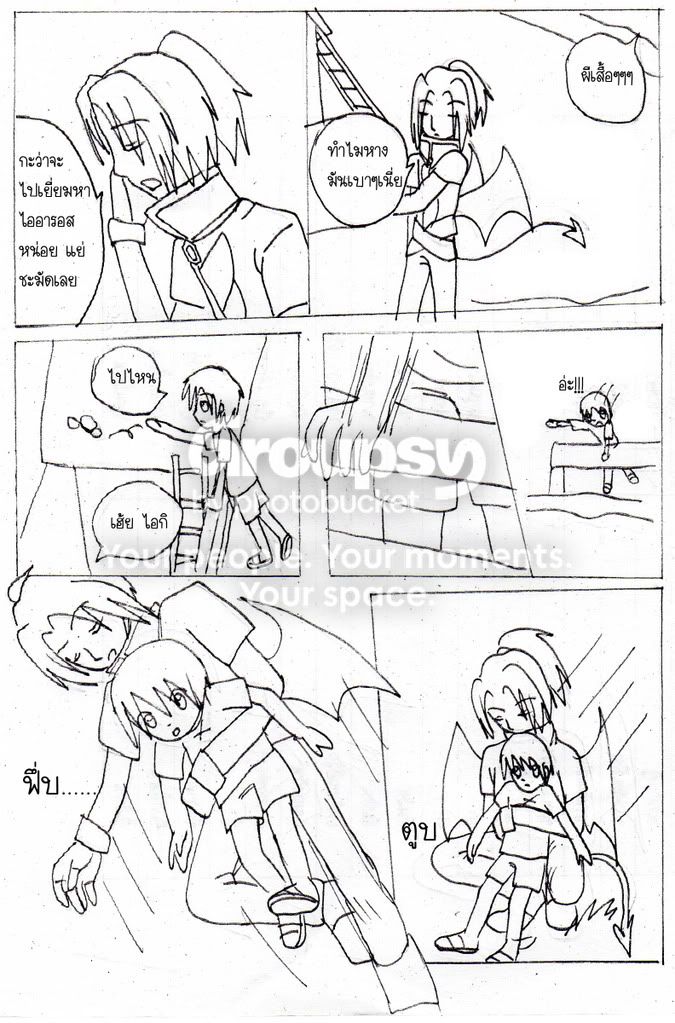 กะว่าจะ
ไปเยี่ยมหา
ไออารอส
หน่อย แย่
ชะมัดเลย
ทำไมหาง
มันเบาๆเนี่ย
ผีเสื้อๆๆๆ
ไปไหน
เฮ้ย ไอกิ
อ๋ะ!!!
groupsy
by photobucket
Your people. Your moments.
Your space.
ฟึ่บ......
ตูบ